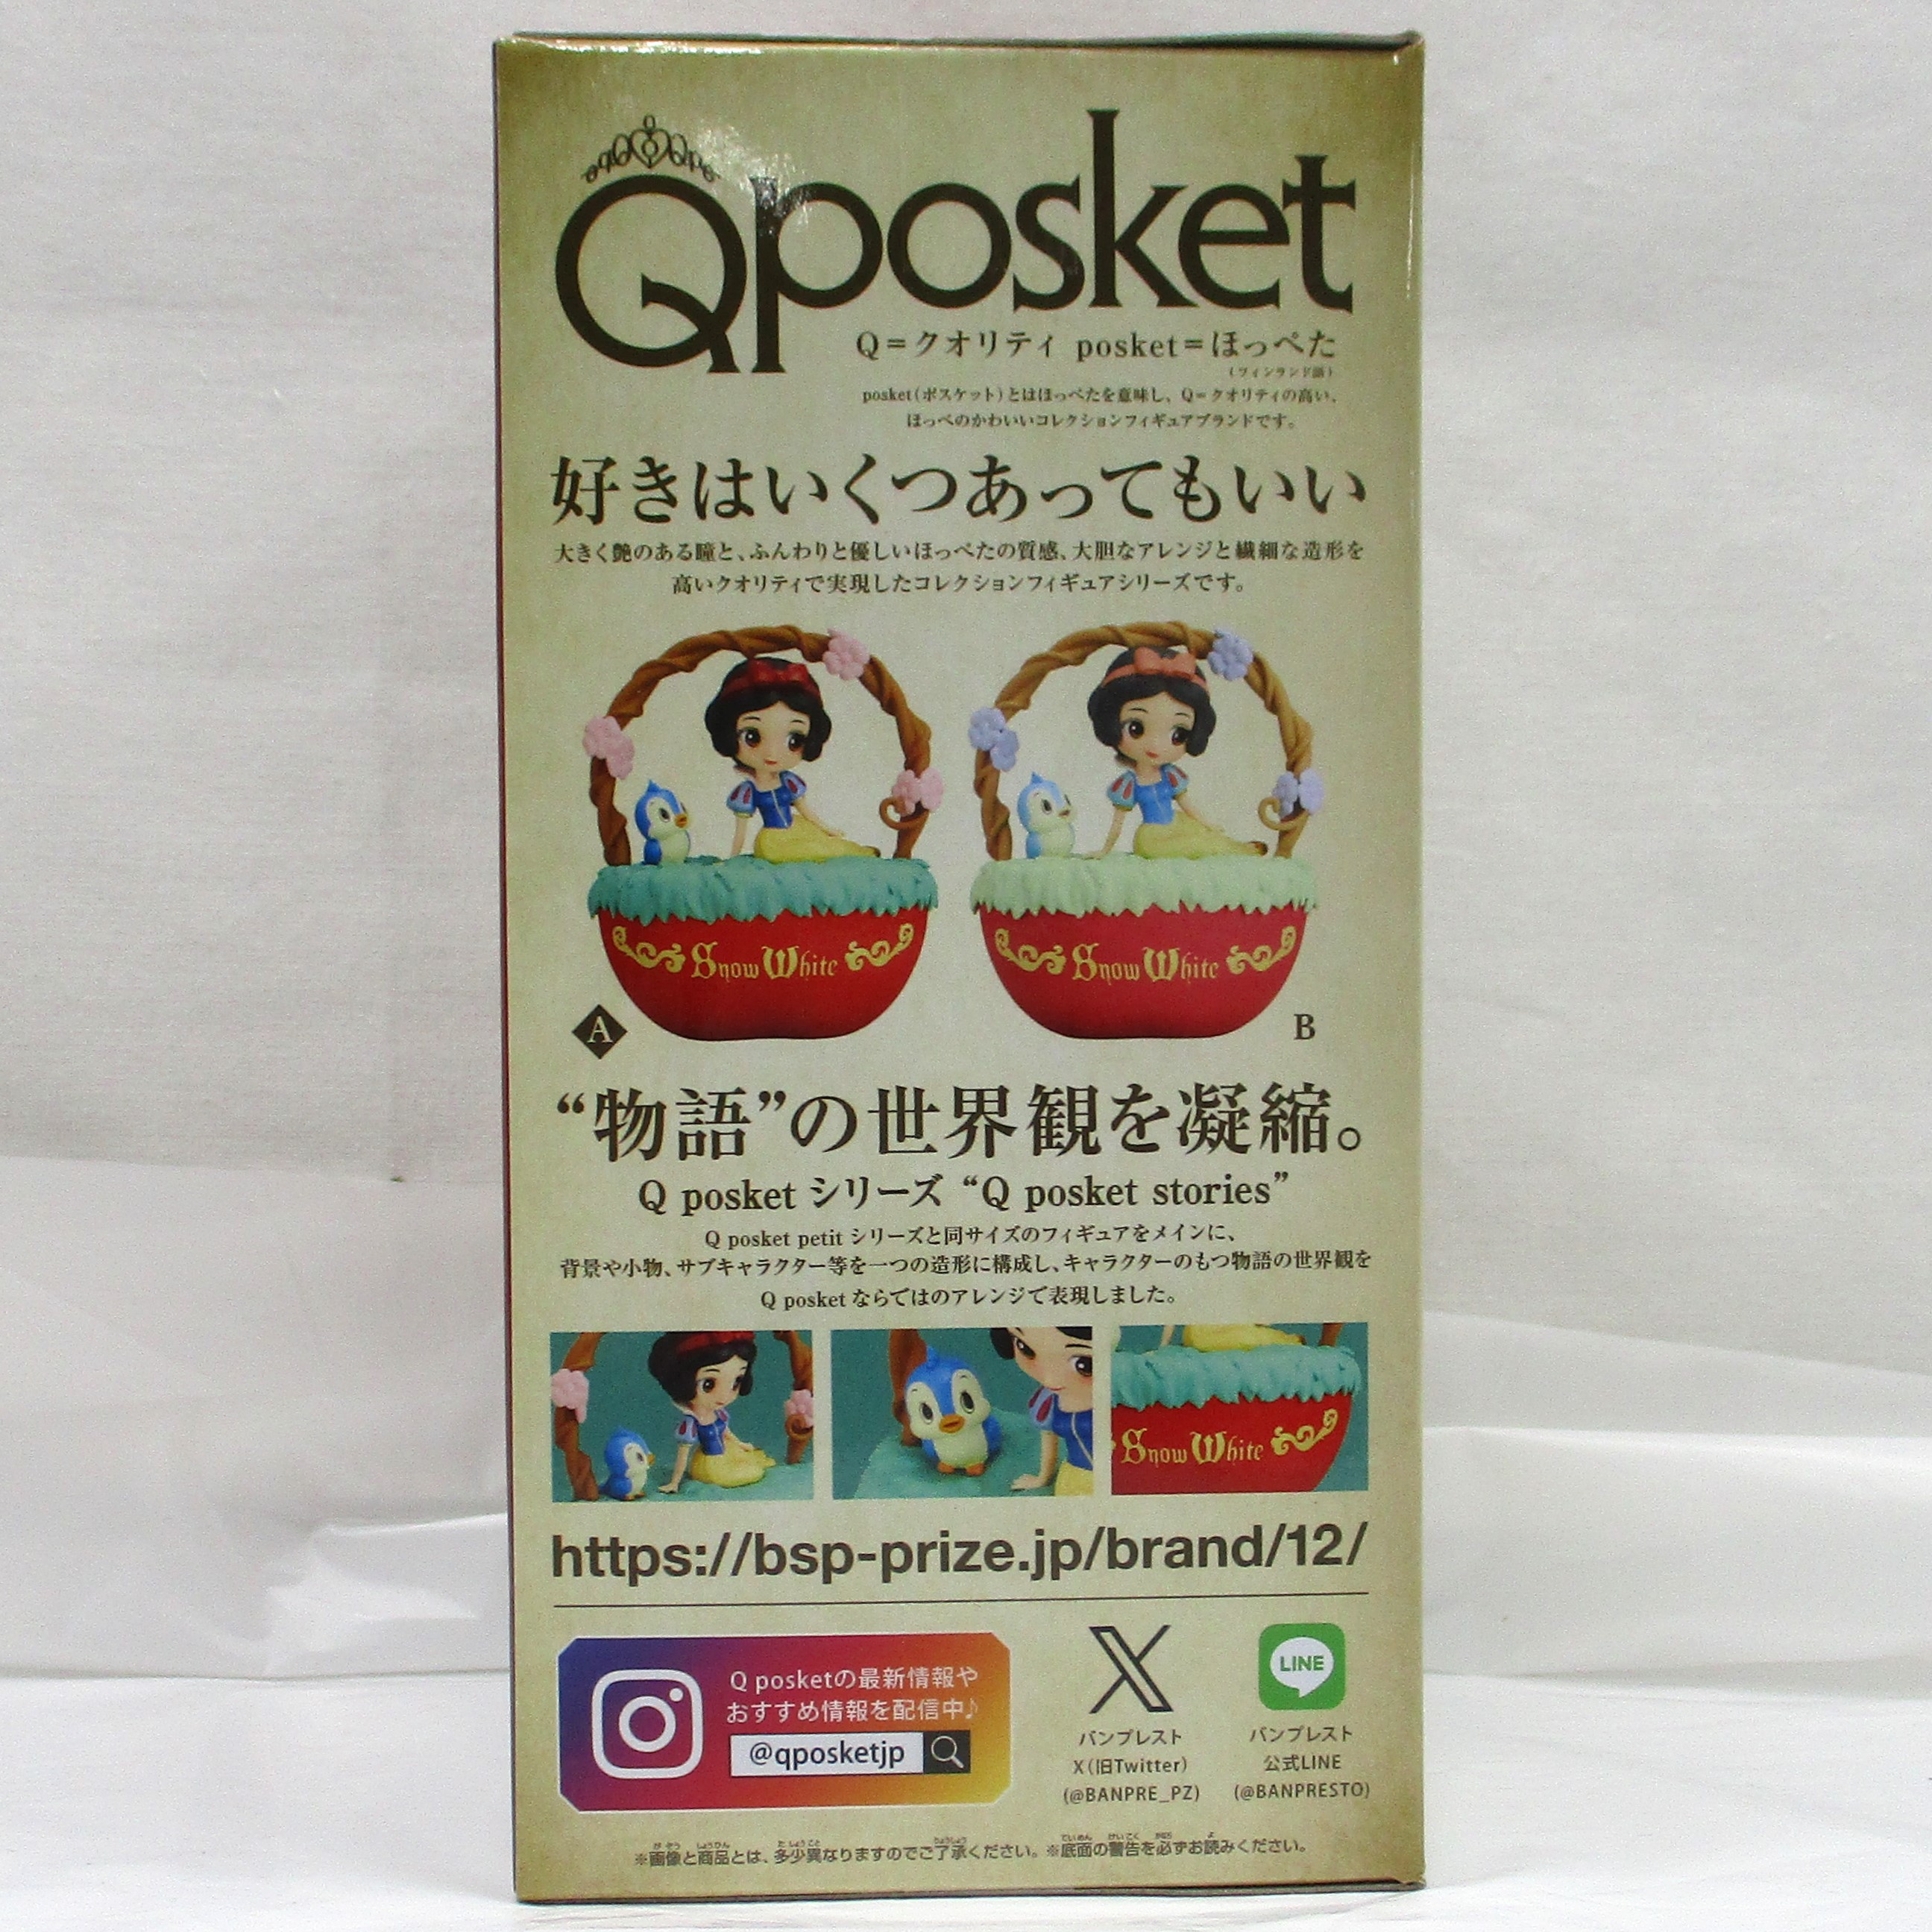 Qposket
Q=クオリティ posket=ほっぺた
(フィンランド語)
posket(ポスケット)とはほっぺたを意味し、Q=クオリティの高い、
ほっぺのかわいいコレクションフィギュアブランドです。
好きはいくつあってもいい
大きく艶のある瞳と、ふんわりと優しいほっぺたの質感、大胆なアレンジと繊細な造形を
高いクオリティで実現したコレクションフィギュアシリーズです。
Snow White
Snow White
A
B
“物語”の世界観を凝縮。
Q posket シリーズ “Q posket stories”
Q posket petit シリーズと同サイズのフィギュアをメインに、
背景や小物、サブキャラクター等を一つの造形に構成し、キャラクターのもつ物語の世界観を
Q posket ならではのアレンジで表現しました。
Snow White
https://bsp-prize.jp/brand/12/
Q posketの最新情報や
おすすめ情報を配信中♪
@qposketjp
バンプレスト
X(旧Twitter)
(@BANPRE_PZ)
LINE
バンプレスト
公式LINE
(@BANPRESTO)
※画像と商品とは、多少異なりますのでご了承ください。※底面の警告を必ずお読みください。